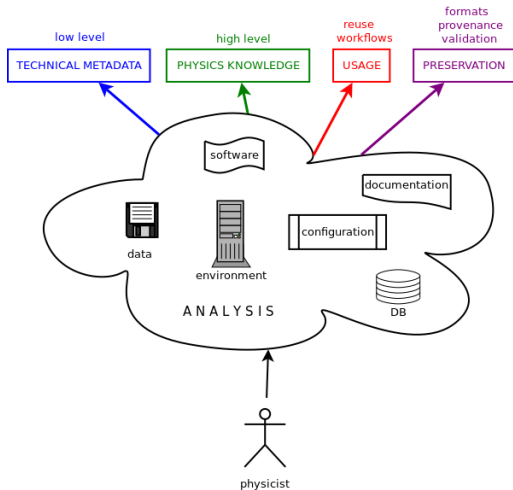 formats
reuse provenance
low level high level workflows validation
TECHNICAL METADATA PHYSICS KNOWLEDGE USAGE PRESERVATION
software
documentation
configuration
data
environment
ANALYSIS
DB
physicist